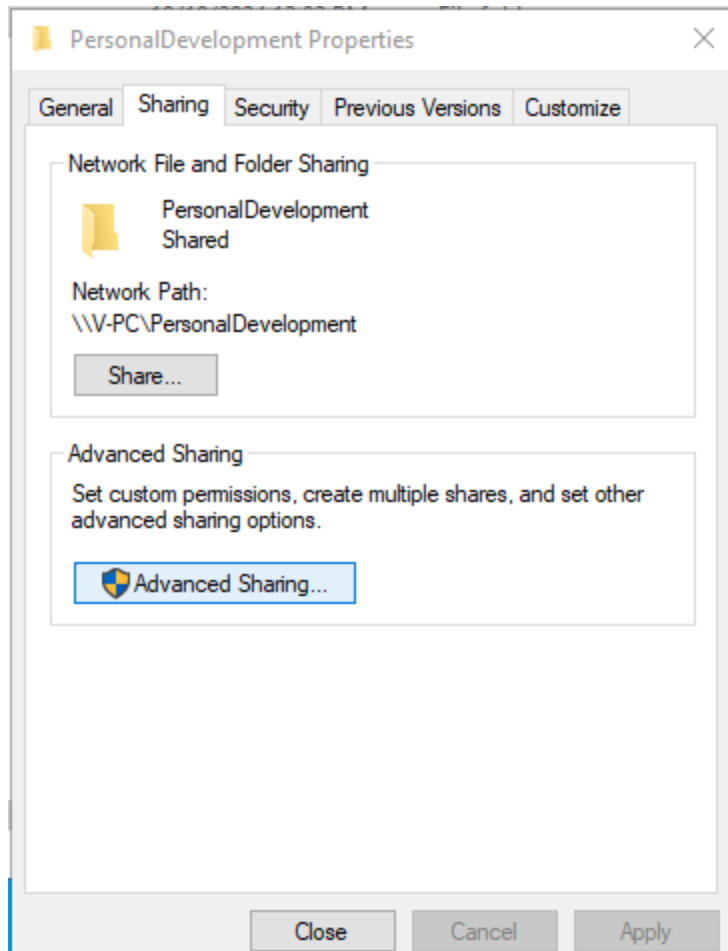 PersonalDevelopment Properties
General Sharing Security Previous Versions Customize
Network File and Folder Sharing
PersonalDevelopment
Shared
Network Path:
\\V-PC\PersonalDevelopment
Share...
Advanced Sharing
Set custom permissions, create multiple shares, and set other
advanced sharing options.
Advanced Sharing...
Close Cancel Apply